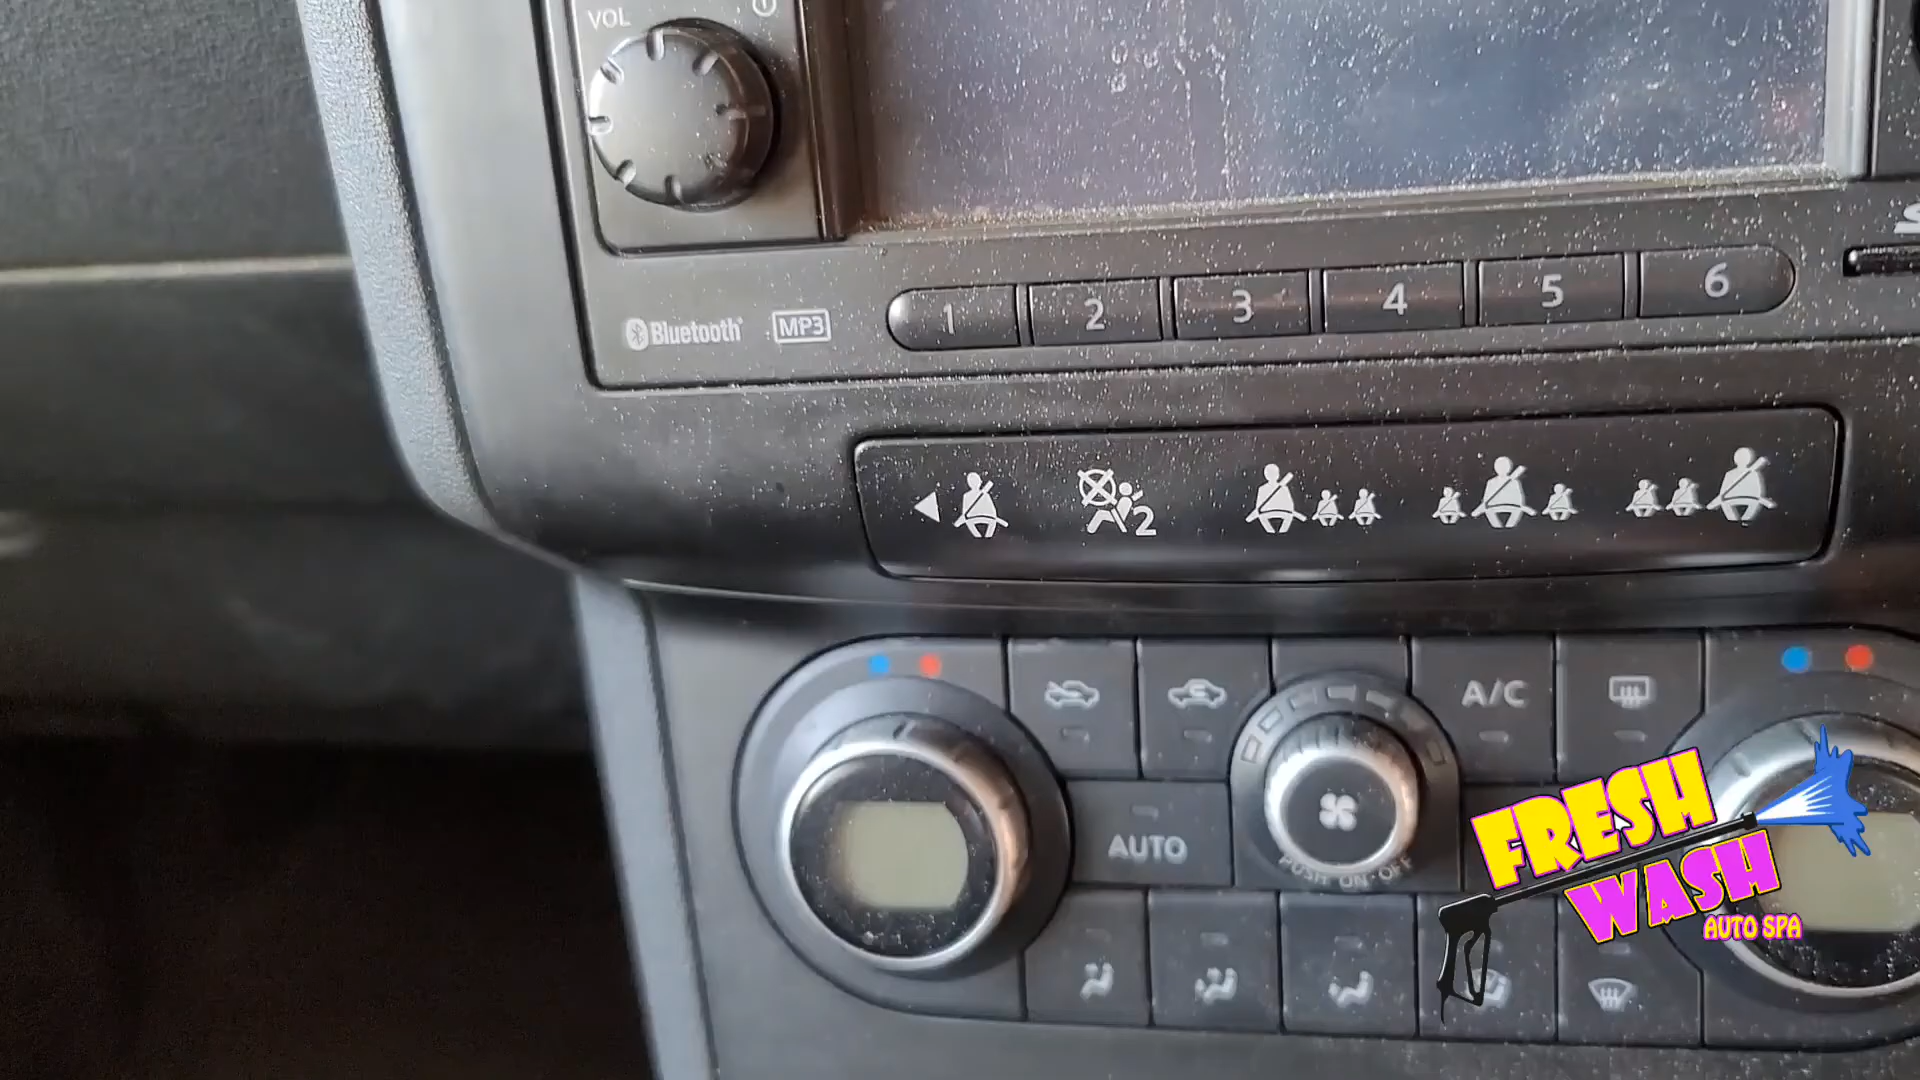 VOL
Bluetooth®
MP3
1 2 3 4 5 6
2
A/C
AUTO
PUSH ON·OFF
FRESH
WASH
AUTO SPA